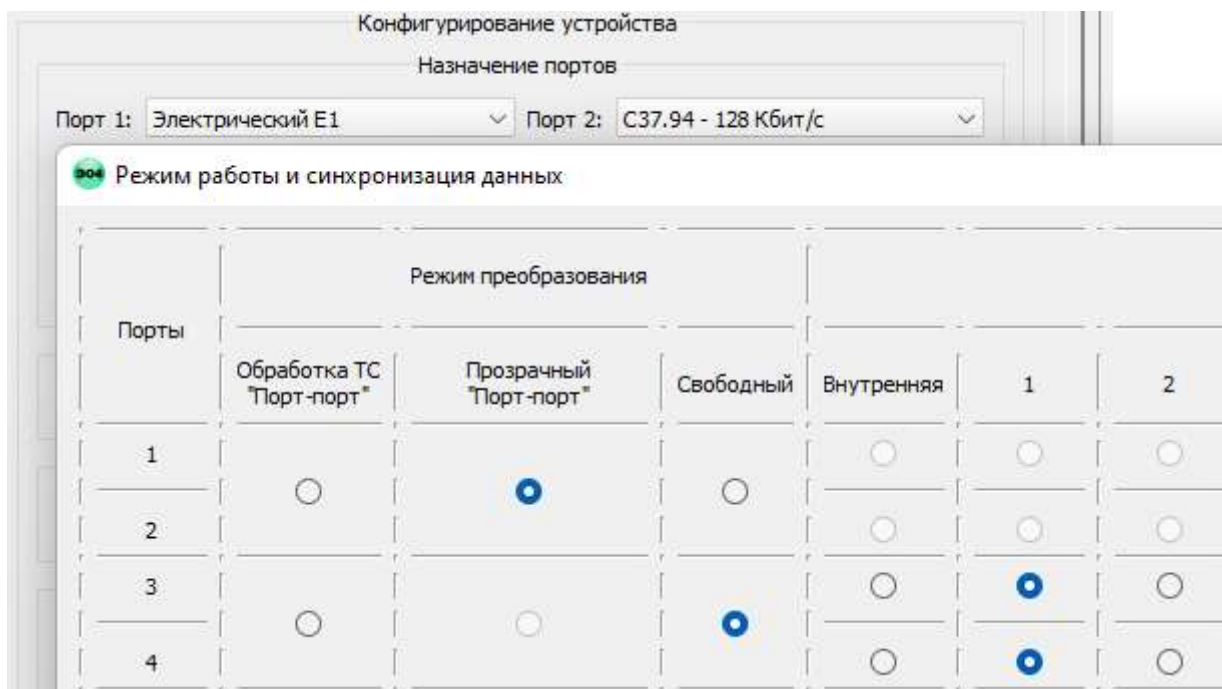 Конфигурирование устройства
Назначение портов
Порт 1: Электрический E1 Порт 2: C37.94 - 128 Кбит/с
Режим работы и синхронизация данных
Режим преобразования
Порты
Обработка ТС "Порт-порт" Прозрачный "Порт-порт" Свободный Внутренняя 1 2
1
2
3
4